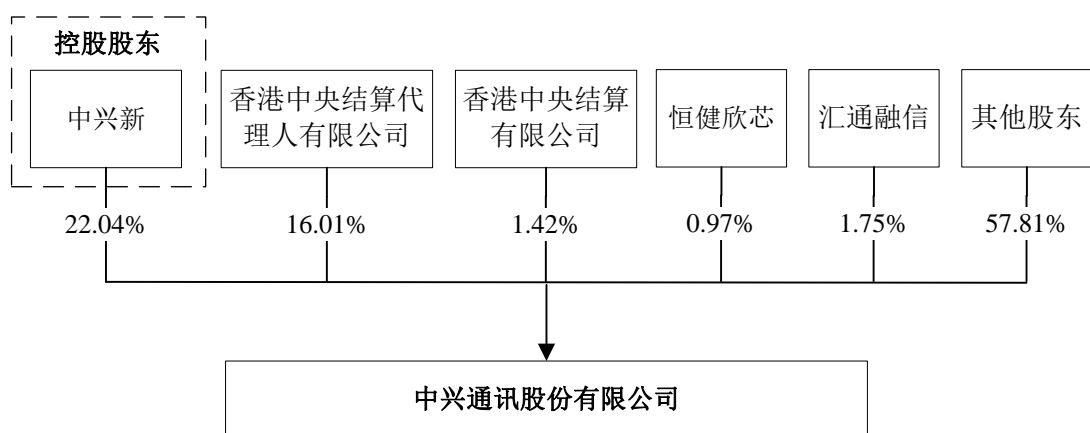 控股股东
中兴新
香港中央结算代
理人有限公司
香港中央结算
有限公司
恒健欣芯
汇通融信
其他股东
22.04%
16.01%
1.42%
0.97%
1.75%
57.81%
中兴通讯股份有限公司